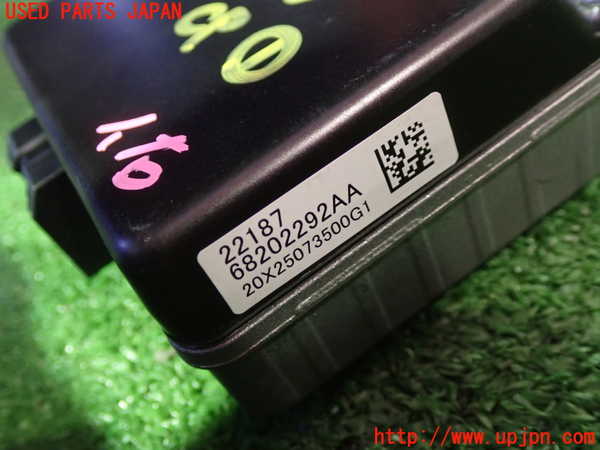 USED PARTS JAPAN
22187
68202292AA
20X25073500G1
http://www.upjpn.com/